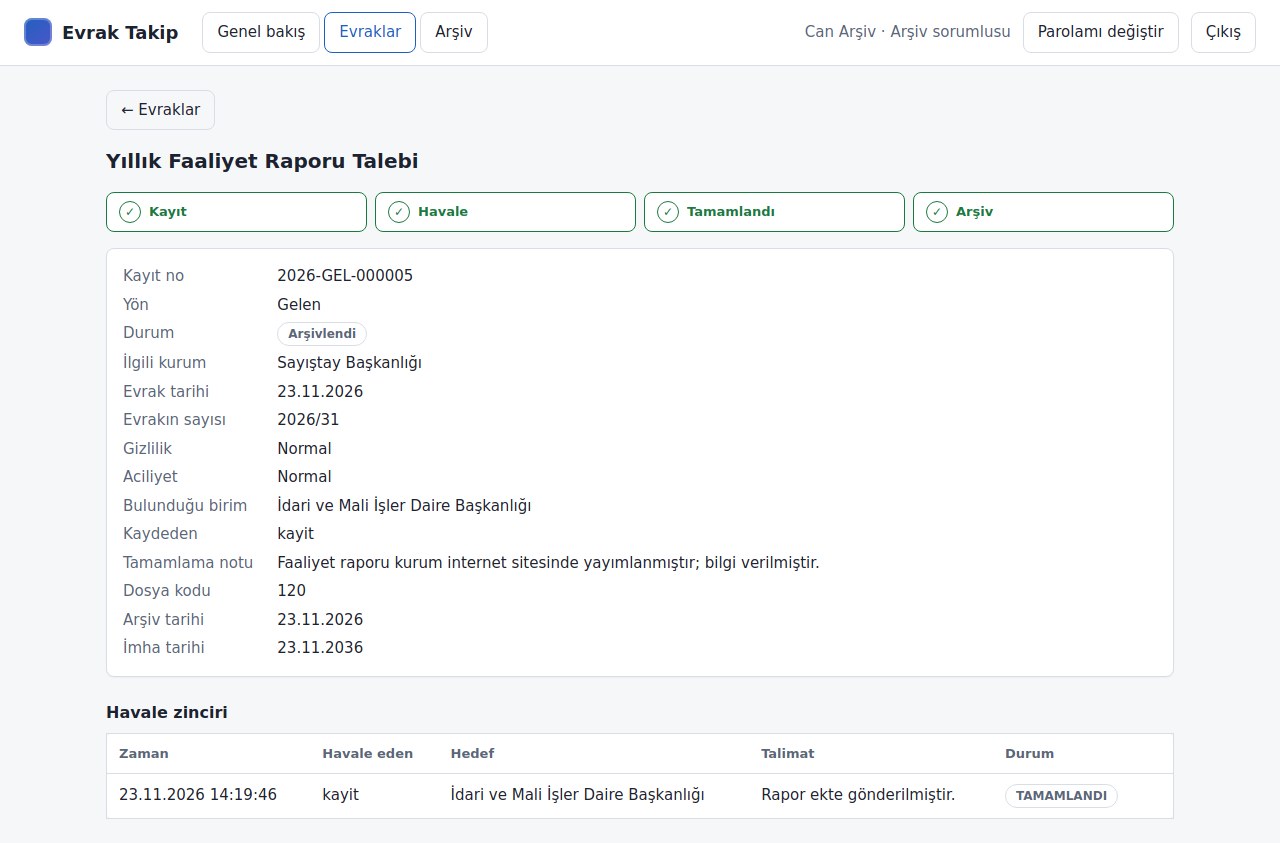 Evrak Takip Genel bakış Evraklar Arşiv Can Arşiv · Arşiv sorumlusu Parolamı değiştir Çıkış
← Evraklar
Yıllık Faaliyet Raporu Talebi
✓ Kayıt ✓ Havale ✓ Tamamlandı ✓ Arşiv
Kayıt no 2026-GEL-000005
Yön Gelen
Durum Arşivlendi
İlgili kurum Sayıştay Başkanlığı
Evrak tarihi 23.11.2026
Evrakın sayısı 2026/31
Gizlilik Normal
Aciliyet Normal
Bulunduğu birim İdari ve Mali İşler Daire Başkanlığı
Kaydeden kayit
Tamamlama notu Faaliyet raporu kurum internet sitesinde yayımlanmıştır; bilgi verilmiştir.
Dosya kodu 120
Arşiv tarihi 23.11.2026
İmha tarihi 23.11.2036
Havale zinciri
Zaman Havale eden Hedef Talimat Durum
23.11.2026 14:19:46 kayit İdari ve Mali İşler Daire Başkanlığı Rapor ekte gönderilmiştir. TAMAMLANDI